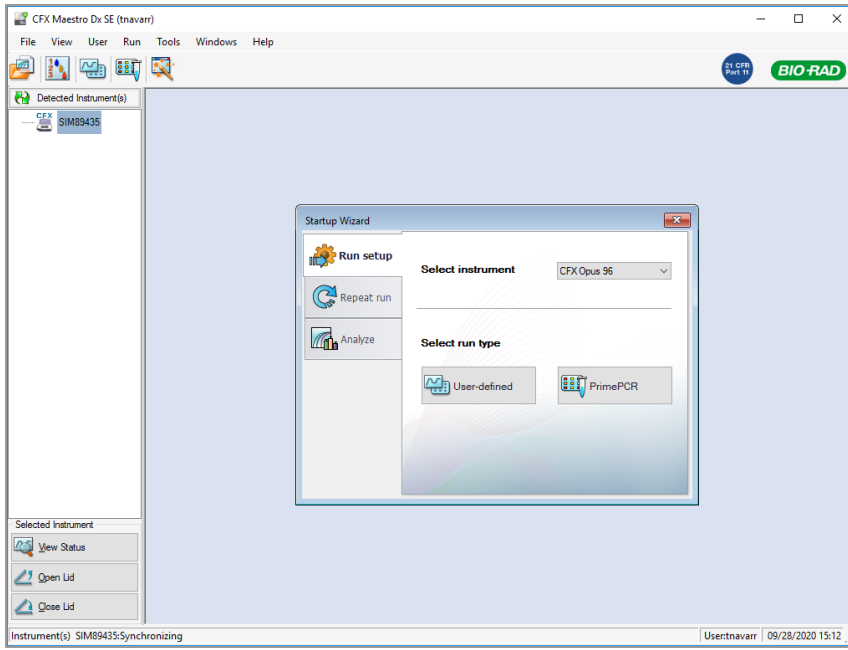 CFX Maestro Dx SE (tnavarr)
File View User Run Tools Windows Help
21 CFR
Part 11
BIO-RAD
Detected Instrument(s)
CFX
SIM89435
Startup Wizard
Run setup
Repeat run
Analyze
Select instrument
CFX Opus 96
Select run type
User-defined
PrimePCR
Selected Instrument
View Status
Open Lid
Close Lid
Instrument(s) SIM89435:Synchronizing
User:tnavarr 09/28/2020 15:12